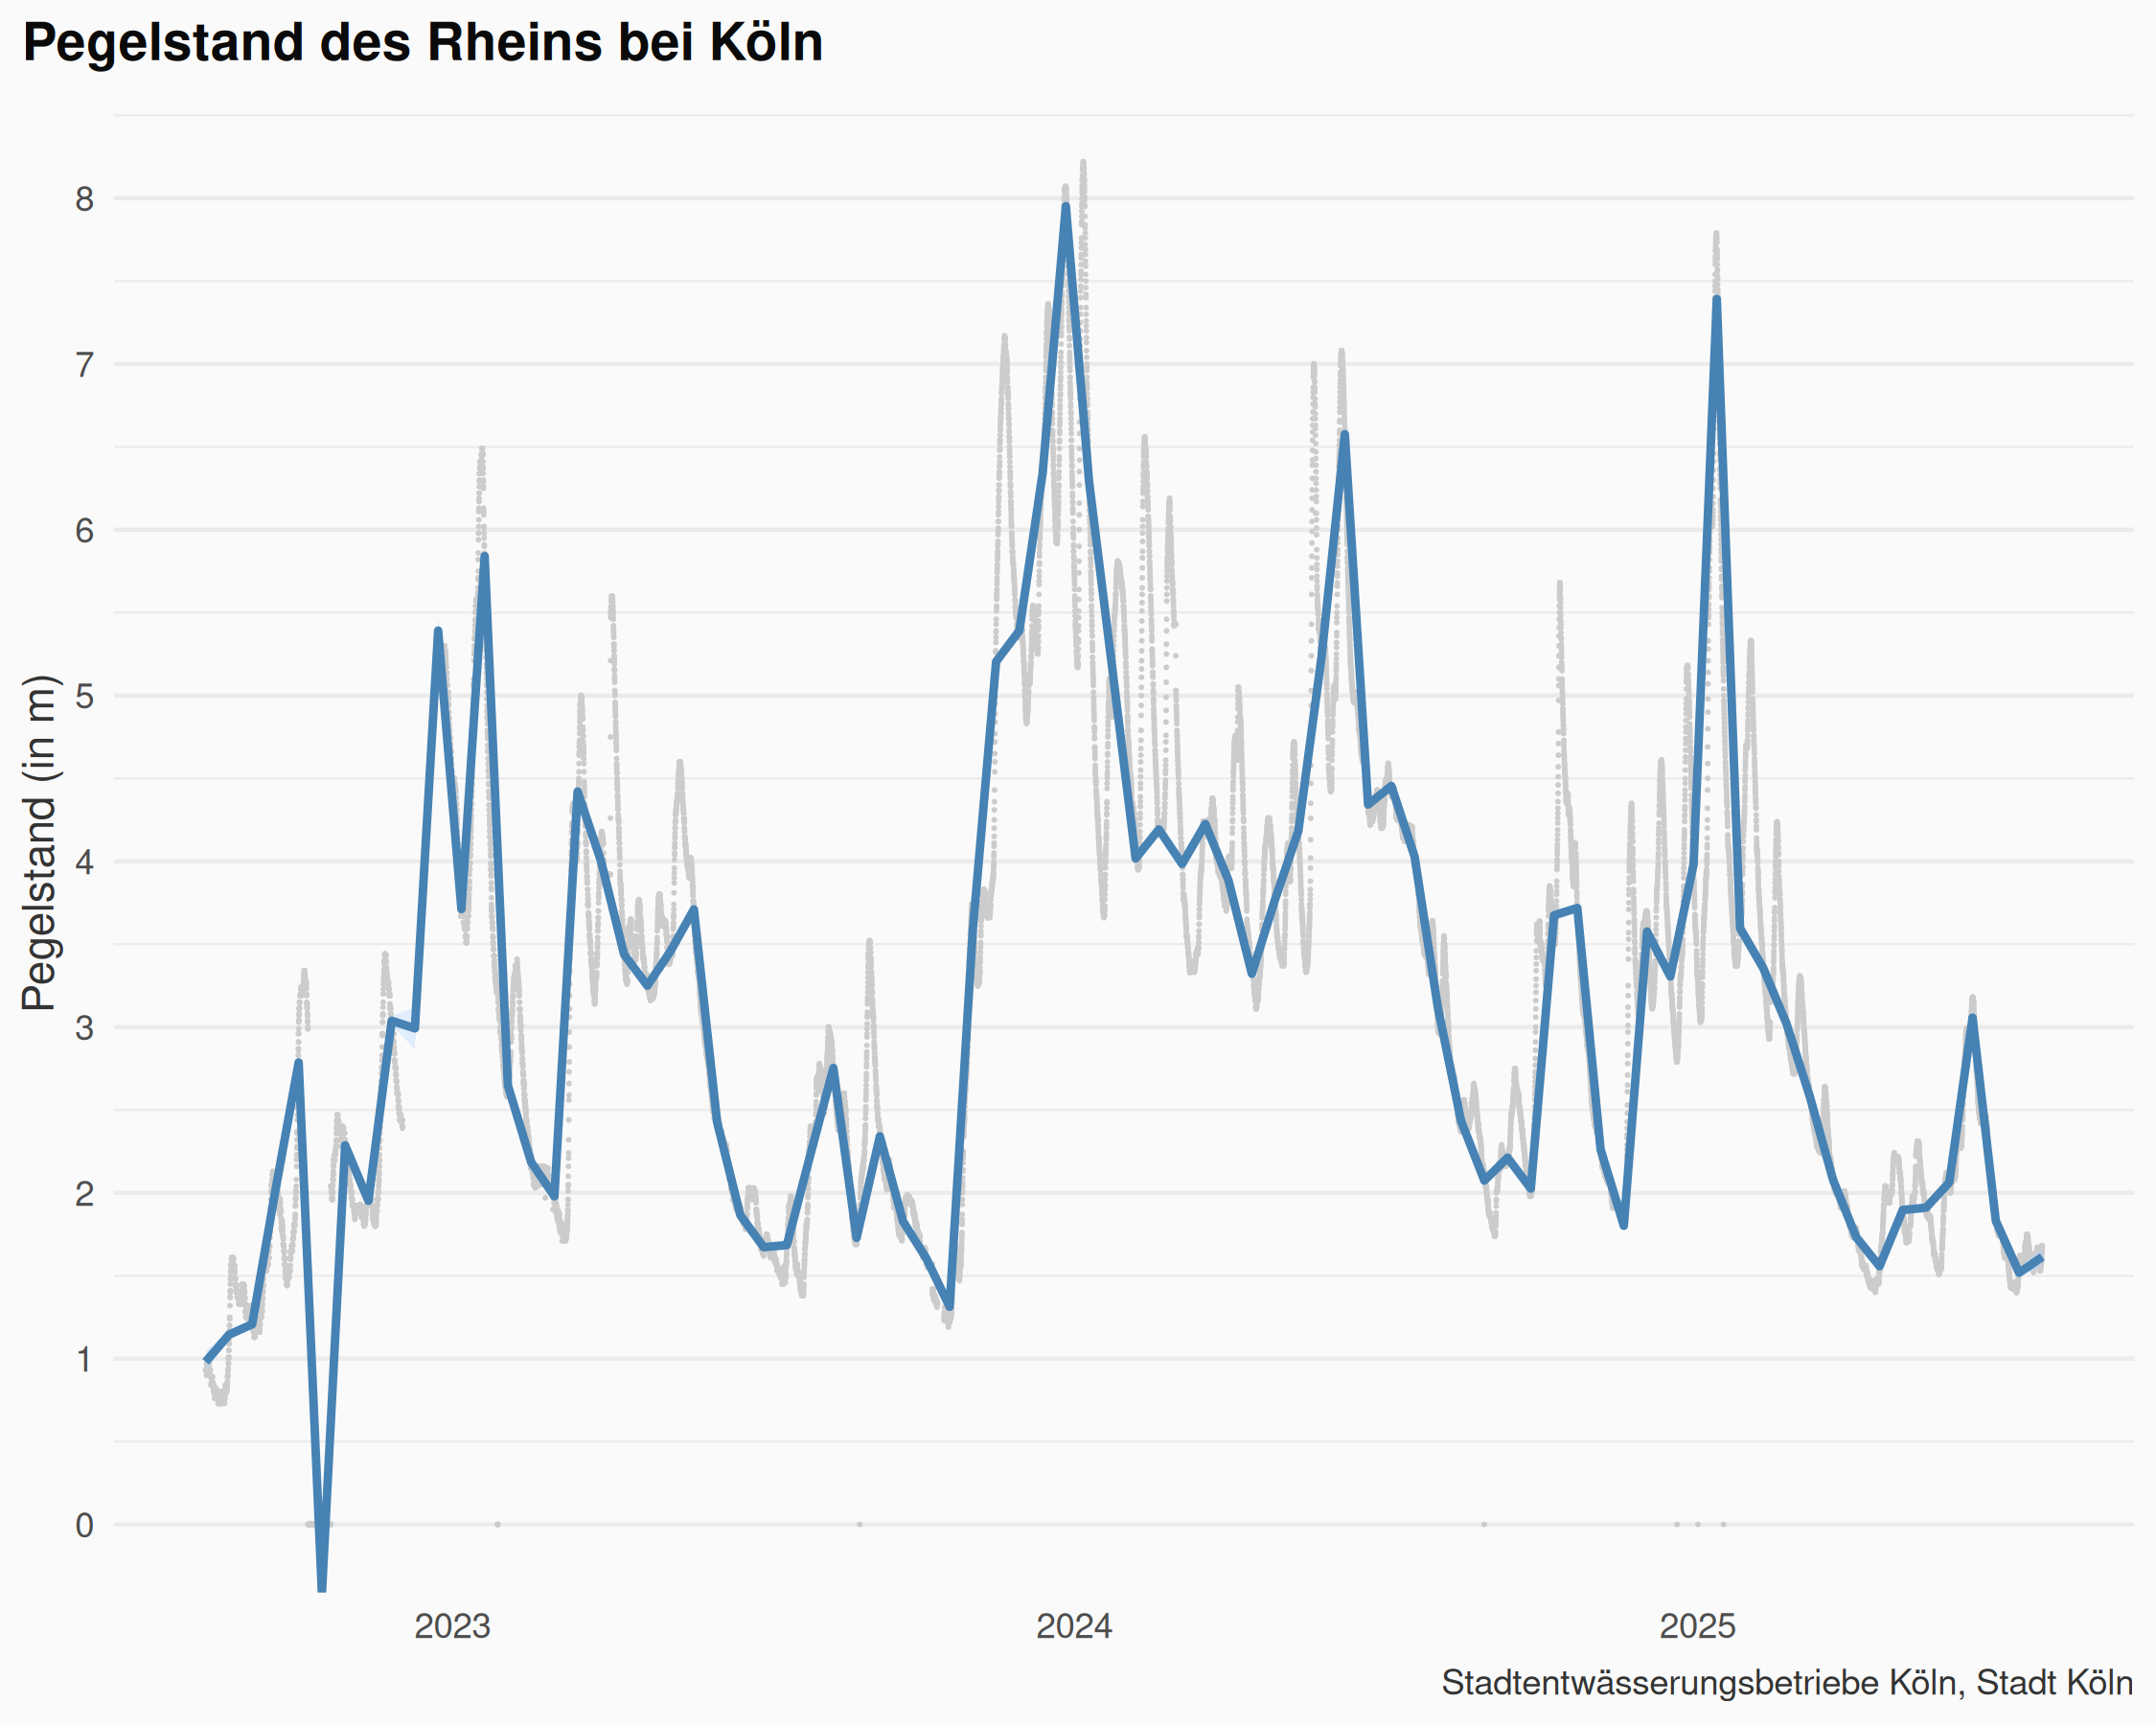 Pegelstand des Rheins bei Köln
Pegelstand (in m)
8
7
6
5
4
3
2
1
0
2023 2024 2025
Stadtentwässerungsbetriebe Köln, Stadt Köln